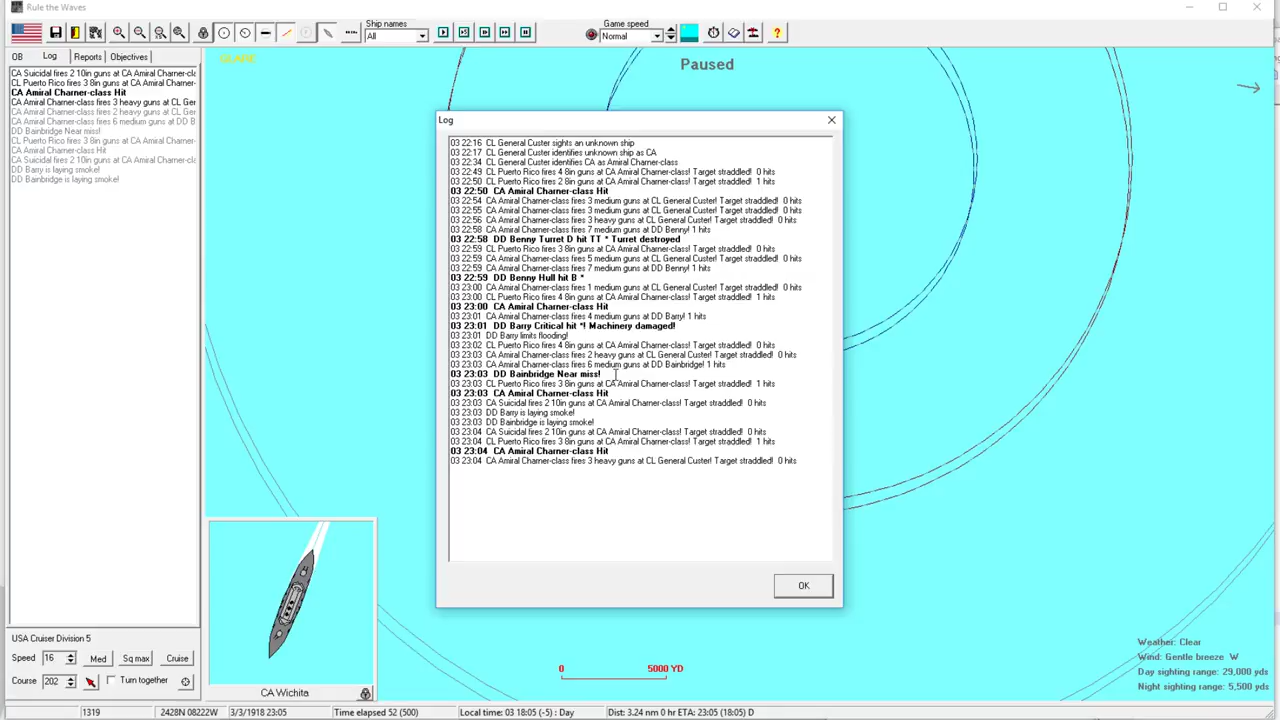 Rule the Waves
Ship names
All
Game speed
Normal
OB Log Reports Objectives
CA Suicidal fires 2 10in guns at CA Amiral Charner-cla
CL Puerto Rico fires 3 8in guns at CA Amiral Charner-
CA Amiral Charner-class Hit
CA Amiral Charner-class fires 3 heavy guns at CL Ger
CA Amiral Charner-class fires 2 heavy guns at CL Ge
CA Amiral Charner-class fires 6 medium guns at DD B
DD Bainbridge Near miss!
CL Puerto Rico fires 3 8in guns at CA Amiral Charner-
CA Amiral Charner-class Hit
CA Suicidal fires 2 10in guns at CA Amiral Charner-cla
DD Barry is laying smoke!
DD Bainbridge is laying smoke!
GLARE
Paused
Log
03 22:16 CL General Custer sights an unknown ship
03 22:17 CL General Custer identifies unknown ship as CA
03 22:34 CL General Custer identifies CA as Amiral Charner-class
03 22:49 CL Puerto Rico fires 4 8in guns at CA Amiral Charner-class! Target straddled! 0 hits
03 22:50 CL Puerto Rico fires 2 8in guns at CA Amiral Charner-class! Target straddled! 1 hits
03 22:50 CA Amiral Charner-class Hit
03 22:54 CA Amiral Charner-class fires 3 medium guns at CL General Custer! Target straddled! 0 hits
03 22:55 CA Amiral Charner-class fires 3 medium guns at CL General Custer! Target straddled! 0 hits
03 22:56 CA Amiral Charner-class fires 3 heavy guns at CL General Custer! Target straddled! 0 hits
03 22:58 CA Amiral Charner-class fires 7 medium guns at DD Benny! 1 hits
03 22:58 DD Benny Turret D hit TT * Turret destroyed
03 22:59 CL Puerto Rico fires 3 8in guns at CA Amiral Charner-class! Target straddled! 0 hits
03 22:59 CA Amiral Charner-class fires 5 medium guns at CL General Custer! Target straddled! 0 hits
03 22:59 CA Amiral Charner-class fires 7 medium guns at DD Benny! 1 hits
03 22:59 DD Benny Hull hit B *
03 23:00 CA Amiral Charner-class fires 1 medium guns at CL General Custer! Target straddled! 0 hits
03 23:00 CL Puerto Rico fires 4 8in guns at CA Amiral Charner-class! Target straddled! 1 hits
03 23:00 CA Amiral Charner-class Hit
03 23:01 CA Amiral Charner-class fires 4 medium guns at DD Barry! 1 hits
03 23:01 DD Barry Critical hit *! Machinery damaged!
03 23:01 DD Barry limits flooding!
03 23:02 CL Puerto Rico fires 4 8in guns at CA Amiral Charner-class! Target straddled! 0 hits
03 23:03 CA Amiral Charner-class fires 2 heavy guns at CL General Custer! Target straddled! 0 hits
03 23:03 CA Amiral Charner-class fires 6 medium guns at DD Bainbridge! 1 hits
03 23:03 DD Bainbridge Near miss!
03 23:03 CL Puerto Rico fires 3 8in guns at CA Amiral Charner-class! Target straddled! 1 hits
03 23:03 CA Amiral Charner-class Hit
03 23:03 CA Suicidal fires 2 10in guns at CA Amiral Charner-class! Target straddled! 0 hits
03 23:03 DD Barry is laying smoke!
03 23:03 DD Bainbridge is laying smoke!
03 23:04 CA Suicidal fires 2 10in guns at CA Amiral Charner-class! Target straddled! 0 hits
03 23:04 CL Puerto Rico fires 3 8in guns at CA Amiral Charner-class! Target straddled! 1 hits
03 23:04 CA Amiral Charner-class Hit
03 23:04 CA Amiral Charner-class fires 3 heavy guns at CL General Custer! Target straddled! 0 hits
OK
USA Cruiser Division 5
Speed 16 Med Sq max Cruise
Course 202 Turn together
CA Wichita
0 5000 YD
Weather: Clear
Wind: Gentle breeze W
Day sighting range: 29,000 yds
Night sighting range: 5,500 yds
1319 2428N 08222W 3/3/1918 23:05 Time elapsed 52 (500) Local time: 03 18:05 (-5) : Day Dist: 3.24 nm 0 hr ETA: 23:05 (18:05) D